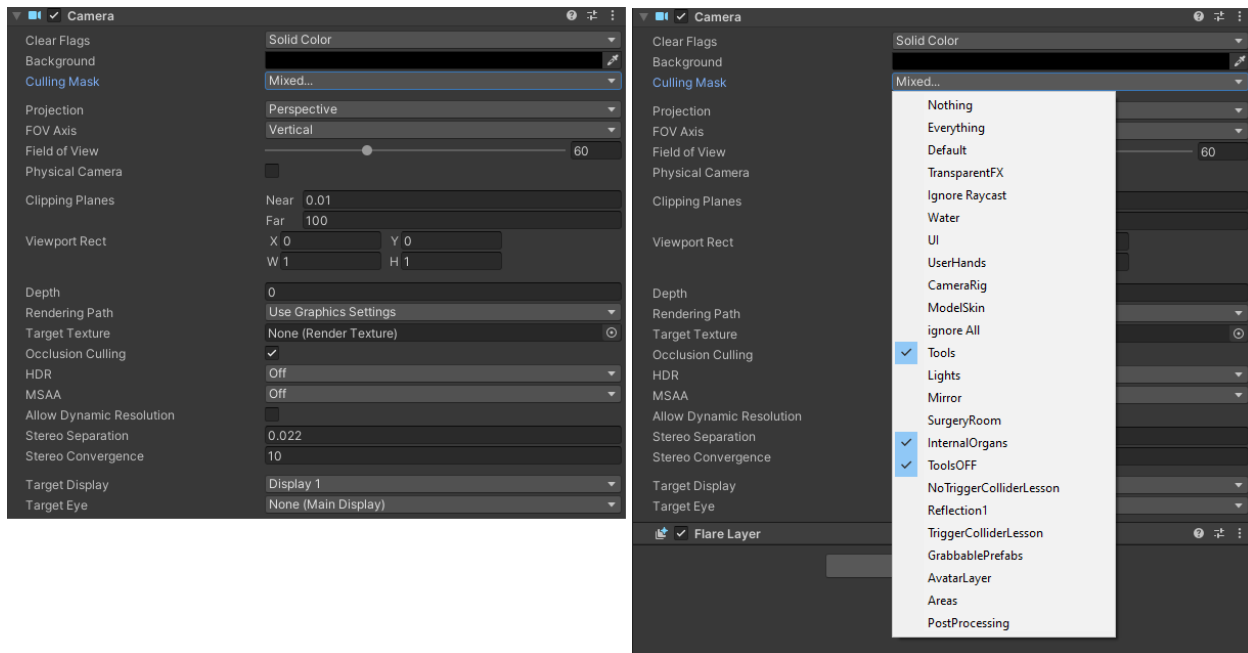 Camera
Clear Flags Solid Color
Background
Culling Mask Mixed...
Projection Perspective
FOV Axis Vertical
Field of View 60
Physical Camera
Clipping Planes Near 0.01
Far 100
Viewport Rect X 0 Y 0
W 1 H 1
Depth 0
Rendering Path Use Graphics Settings
Target Texture None (Render Texture)
Occlusion Culling
HDR Off
MSAA Off
Allow Dynamic Resolution
Stereo Separation 0.022
Stereo Convergence 10
Target Display Display 1
Target Eye None (Main Display)
Camera
Clear Flags Solid Color
Background
Culling Mask Mixed...
Projection
FOV Axis
Field of View 60
Physical Camera
Clipping Planes
Viewport Rect
Depth
Rendering Path
Target Texture
Occlusion Culling
HDR
MSAA
Allow Dynamic Resolution
Stereo Separation
Stereo Convergence
Target Display
Target Eye
Flare Layer
Nothing
Everything
Default
TransparentFX
Ignore Raycast
Water
UI
UserHands
CameraRig
ModelSkin
ignore All
Tools
Lights
Mirror
SurgeryRoom
InternalOrgans
ToolsOFF
NoTriggerColliderLesson
Reflection1
TriggerColliderLesson
GrabbablePrefabs
AvatarLayer
Areas
PostProcessing